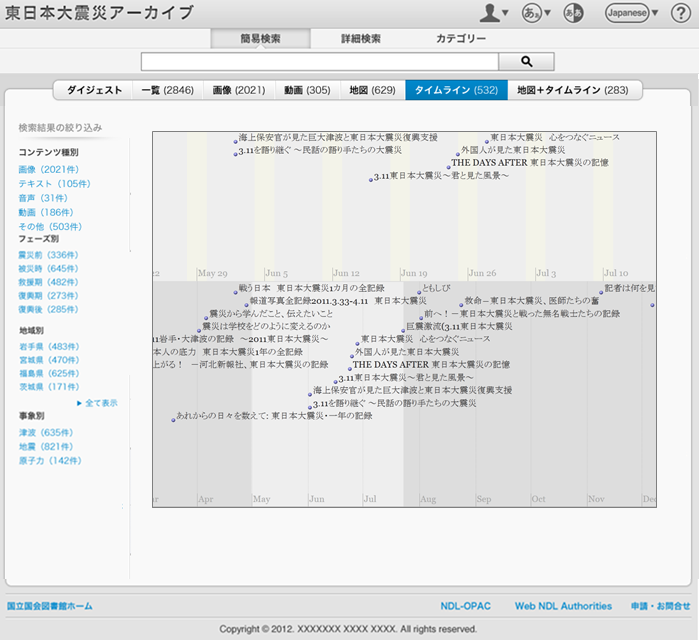 東日本大震災アーカイブ
あぁ
ああ
Japanese
?
簡易検索 詳細検索 カテゴリー
ダイジェスト 一覧 (2846) 画像 (2021) 動画 (305) 地図 (629) タイムライン (532) 地図+タイムライン (283)
検索結果の絞り込み
コンテンツ種別
画像（2021件）
テキスト（105件）
音声（31件）
動画（186件）
その他（503件）
フェーズ別
震災前（336件）
被災時（645件）
救援期（482件）
復興期（273件）
復興後（285件）
地域別
岩手県（483件）
宮城県（470件）
福島県（625件）
茨城県（171件）
▶ 全て表示
事象別
津波（635件）
地震（821件）
原子力（142件）
海上保安官が見た巨大津波と東日本大震災復興支援
東日本大震災 心をつなぐニュース
3.11を語り継ぐ ～民話の語り手たちの大震災
外国人が見た東日本大震災
THE DAYS AFTER 東日本大震災の記憶
3.11東日本大震災～君と見た風景～
22 May 29 Jun 5 Jun 12 Jun 19 Jun 26 Jul 3 Jul 10
戦う日本 東日本大震災1カ月の全記録
ともしび
記者は何を見
報道写真全記録2011.3.33-4.11 東日本大震災
救命－東日本大震災、医師たちの奮
震災から学んだこと、伝えたいこと
前へ！－東日本大震災と戦った無名戦士たちの記録
震災は学校をどのように変えるのか
巨震激流(3.11東日本大震災
11岩手・大津波の記録 ～2011東日本大震災～
東日本大震災 心をつなぐニュース
本人の底力 東日本大震災1年の全記録
外国人が見た東日本大震災
上がる！ －河北新報社、東日本大震災の記録
THE DAYS AFTER 東日本大震災の記憶
3.11東日本大震災～君と見た風景～
海上保安官が見た巨大津波と東日本大震災復興支援
3.11を語り継ぐ ～民話の語り手たちの大震災
あれからの日々を数えて: 東日本大震災・一年の記録
ar Apr May Jun Jul Aug Sep Oct Nov Dec
国立国会図書館ホーム
NDL-OPAC Web NDL Authorities 申請・お問合せ
Copyright © 2012. XXXXXXX XXXX XXXX. All rights reserved.